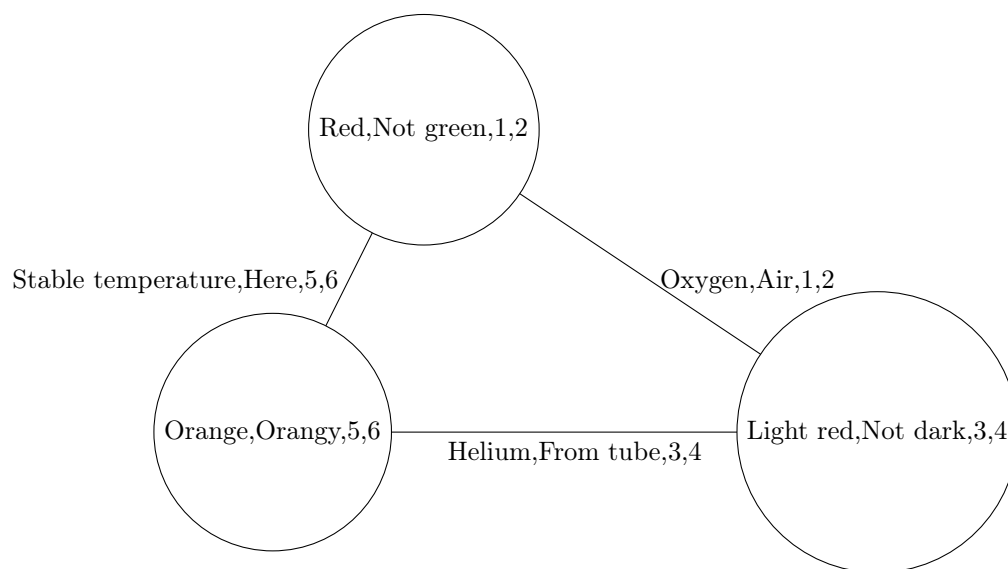 Red,Not green,1,2
Stable temperature,Here,5,6
Oxygen,Air,1,2
Orange,Orangy,5,6
Light red,Not dark,3,4
Helium,From tube,3,4